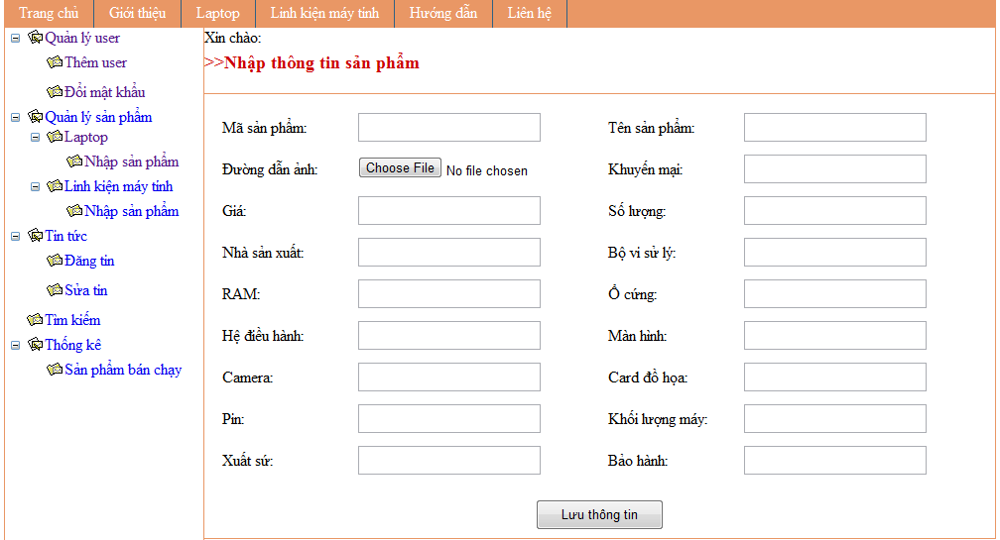 Trang chủ Giới thiệu Laptop Linh kiện máy tính Hướng dẫn Liên hệ
Quản lý user
Thêm user
Đổi mật khẩu
Quản lý sản phẩm
Laptop
Nhập sản phẩm
Linh kiện máy tính
Nhập sản phẩm
Tin tức
Đăng tin
Sửa tin
Tìm kiếm
Thống kê
Sản phẩm bán chạy
Xin chào:
>>Nhập thông tin sản phẩm
Mã sản phẩm: Tên sản phẩm:
Đường dẫn ảnh: Choose File No file chosen Khuyến mại:
Giá: Số lượng:
Nhà sản xuất: Bộ vi sử lý:
RAM: Ổ cứng:
Hệ điều hành: Màn hình:
Camera: Card đồ họa:
Pin: Khối lượng máy:
Xuất sứ: Bảo hành:
Lưu thông tin